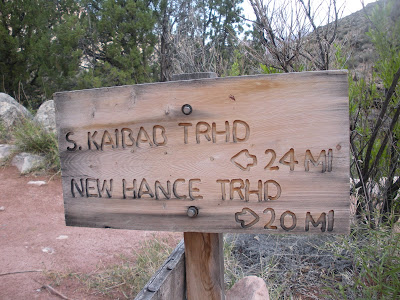 S. KAIBAB TRHD
⇦ 24 MI
NEW HANCE TRHD
⇨ 20 MI